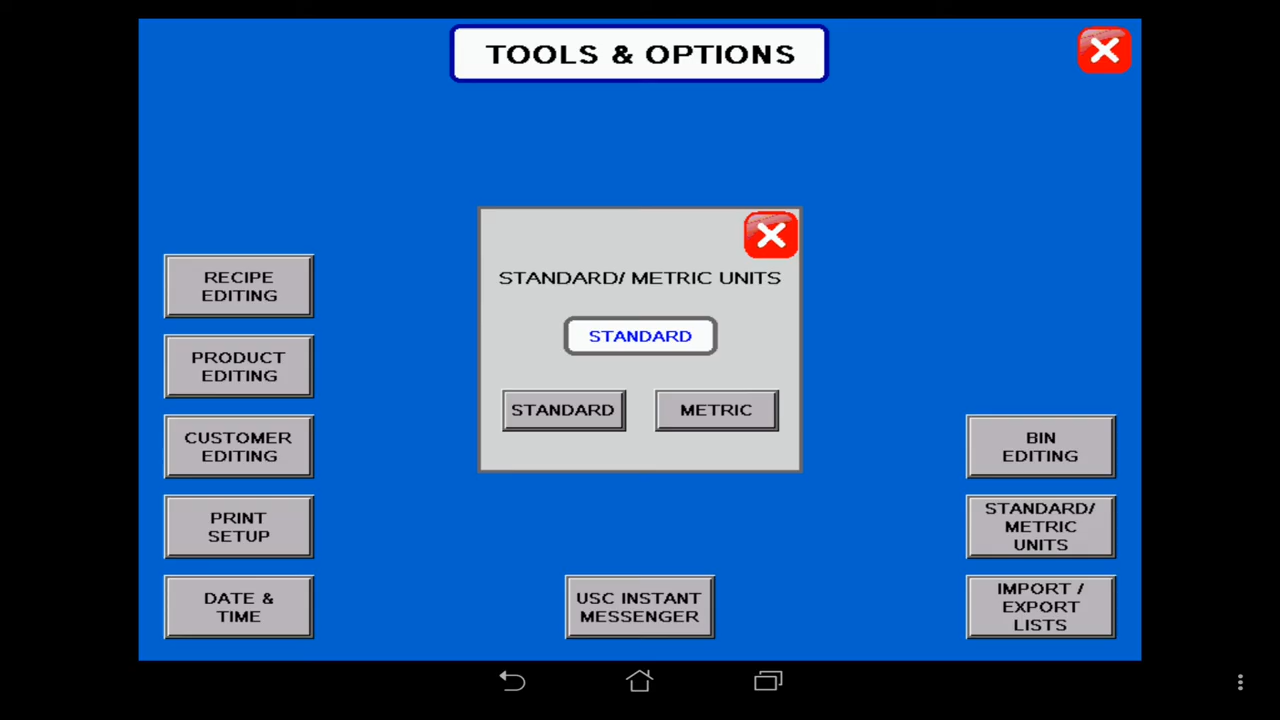 TOOLS & OPTIONS
STANDARD/ METRIC UNITS
STANDARD
STANDARD
METRIC
RECIPE
EDITING
PRODUCT
EDITING
CUSTOMER
EDITING
PRINT
SETUP
DATE &
TIME
USC INSTANT
MESSENGER
BIN
EDITING
STANDARD/
METRIC
UNITS
IMPORT /
EXPORT
LISTS